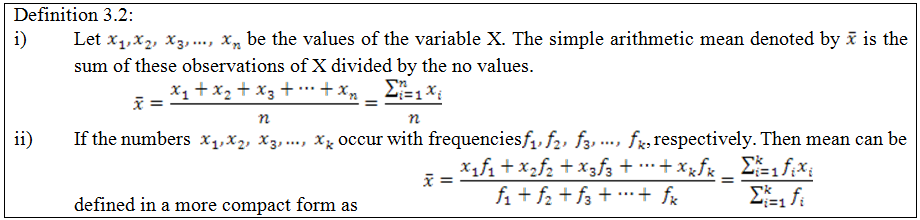 Definition 3.2:
i) Let x₁,x₂, x₃,..., xₙ be the values of the variable X. The simple arithmetic mean denoted by x̄ is the
sum of these observations of X divided by the no values.
x̄ = (x₁ + x₂ + x₃ + ⋯ + xₙ)/n = (∑ⁿᵢ₌₁ xᵢ)/n
ii) If the numbers x₁,x₂, x₃,..., xₖ occur with frequencies f₁, f₂, f₃, ..., fₖ, respectively. Then mean can be
defined in a more compact form as x̄ = (x₁f₁ + x₂f₂ + x₃f₃ + ⋯ + xₖfₖ)/(f₁ + f₂ + f₃ + ⋯ + fₖ) = (∑ᵏᵢ₌₁ fᵢxᵢ)/(∑ᵏᵢ₌₁ fᵢ)